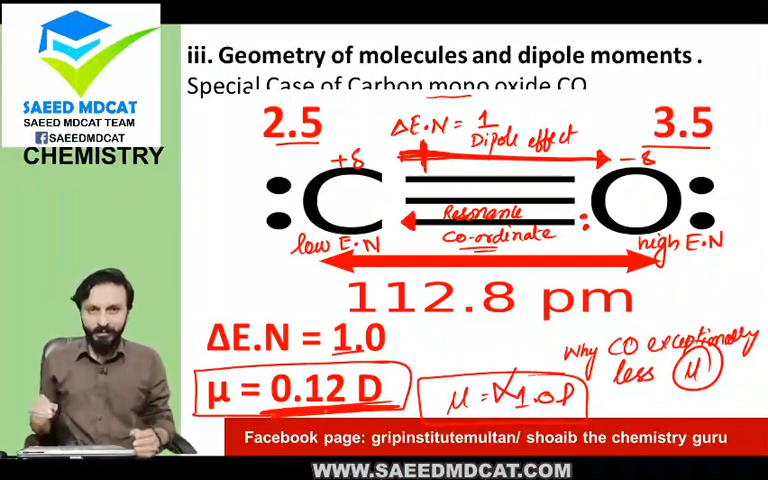 iii. Geometry of molecules and dipole moments .
Special Case of Carbon mono oxide CO
SAEED MDCAT
SAEED MDCAT TEAM
f SAEEDMDCAT
CHEMISTRY
2.5
ΔE.N = 1
Dipole effect
3.5
+δ
-δ
: C O :
Resonance
Co-ordinate
low E.N
high E.N
112.8 pm
ΔE.N = 1.0
why CO exceptionally
less μ
μ = 0.12 D
Facebook page: gripinstitutemultan/ shoaib the chemistry guru
WWW.SAEEDMDCAT.COM